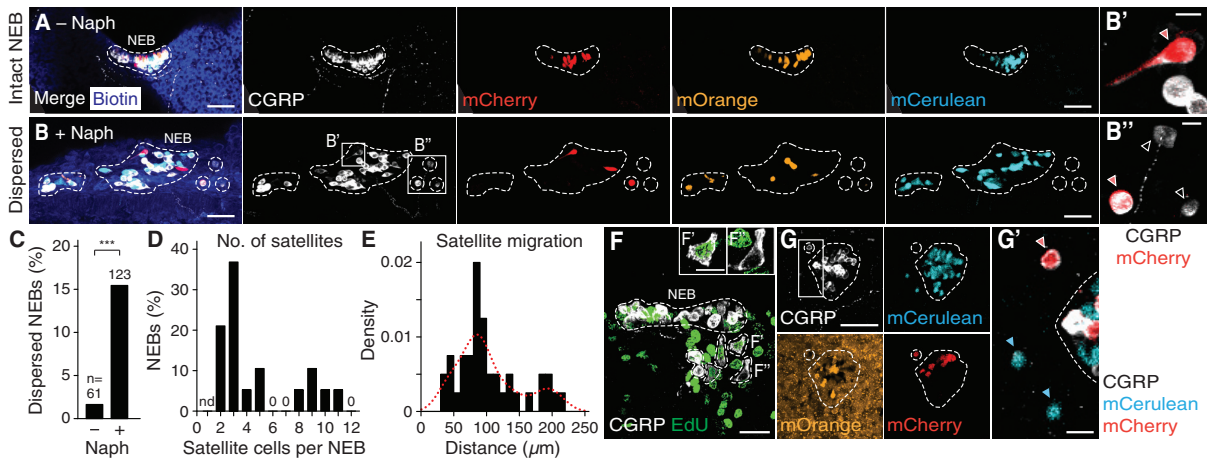 Intact NEB
A – Naph
NEB
Merge Biotin
CGRP
mCherry
mOrange
mCerulean
B'
Dispersed
B + Naph
NEB
B'
B''
B''
CGRP
mCherry
C
Dispersed NEBs (%)
20
15
10
5
0
***
123
n=
61
–
+
Naph
D
No. of satellites
NEBs (%)
40
30
20
10
0
nd
0 0
0
2 4 6 8 10 12
Satellite cells per NEB
E
Satellite migration
Density
0.02
0.01
0
0 50 100 150 200 250
Distance (µm)
F
F'
F''
NEB
F'
F''
CGRP EdU
G
CGRP
mCerulean
mOrange
mCherry
G'
CGRP
mCerulean
mCherry